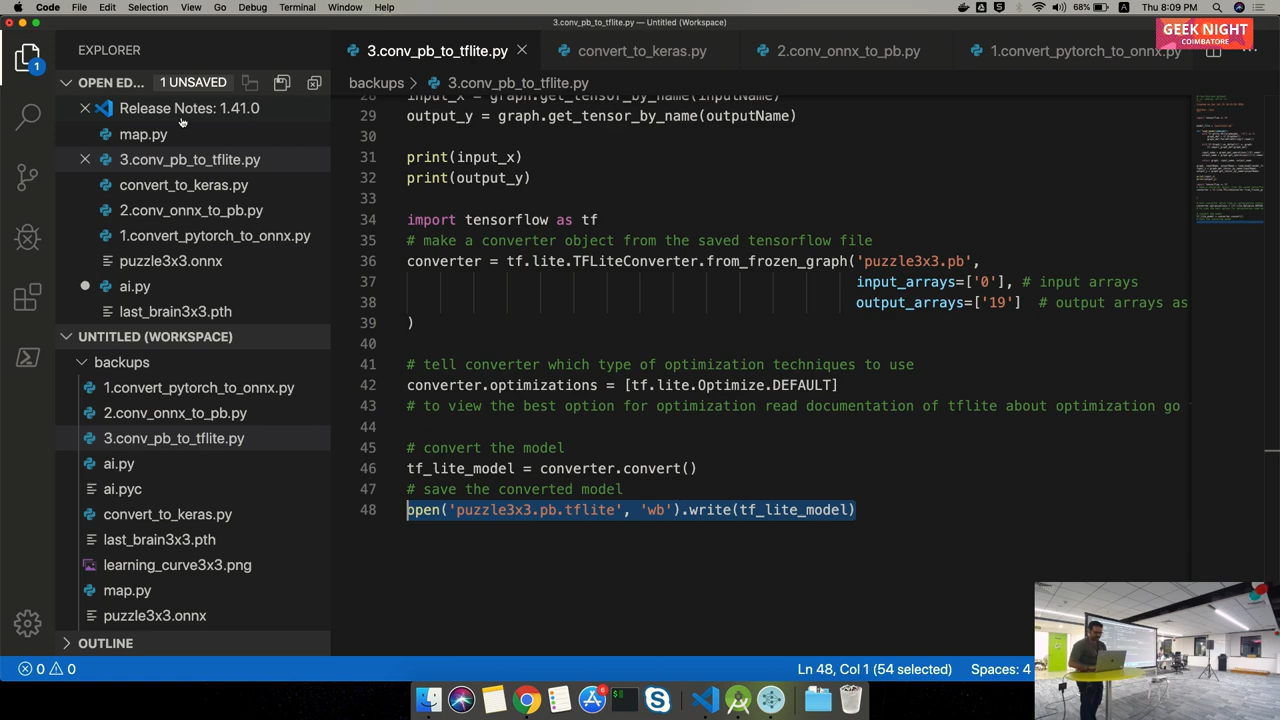 Code File Edit Selection View Go Debug Terminal Window Help
68% Thu 8:09 PM
3.conv_pb_to_tflite.py — Untitled (Workspace)
GEEK NIGHT
COIMBATORE
EXPLORER
3.conv_pb_to_tflite.py
convert_to_keras.py
2.conv_onnx_to_pb.py
1.convert_pytorch_to_onnx.py
OPEN ED... 1 UNSAVED
backups > 3.conv_pb_to_tflite.py
Release Notes: 1.41.0
map.py
3.conv_pb_to_tflite.py
convert_to_keras.py
2.conv_onnx_to_pb.py
1.convert_pytorch_to_onnx.py
puzzle3x3.onnx
ai.py
last_brain3x3.pth
UNTITLED (WORKSPACE)
backups
1.convert_pytorch_to_onnx.py
2.conv_onnx_to_pb.py
3.conv_pb_to_tflite.py
ai.py
ai.pyc
convert_to_keras.py
last_brain3x3.pth
learning_curve3x3.png
map.py
puzzle3x3.onnx
OUTLINE
28 input_x = graph.get_tensor_by_name(inputName)
29 output_y = graph.get_tensor_by_name(outputName)
30
31 print(input_x)
32 print(output_y)
33
34 import tensorflow as tf
35 # make a converter object from the saved tensorflow file
36 converter = tf.lite.TFLiteConverter.from_frozen_graph('puzzle3x3.pb',
37 input_arrays=['0'], # input arrays
38 output_arrays=['19'] # output arrays as
39 )
40
41 # tell converter which type of optimization techniques to use
42 converter.optimizations = [tf.lite.Optimize.DEFAULT]
43 # to view the best option for optimization read documentation of tflite about optimization go
44
45 # convert the model
46 tf_lite_model = converter.convert()
47 # save the converted model
48 open('puzzle3x3.pb.tflite', 'wb').write(tf_lite_model)
0 0
Ln 48, Col 1 (54 selected) Spaces: 4